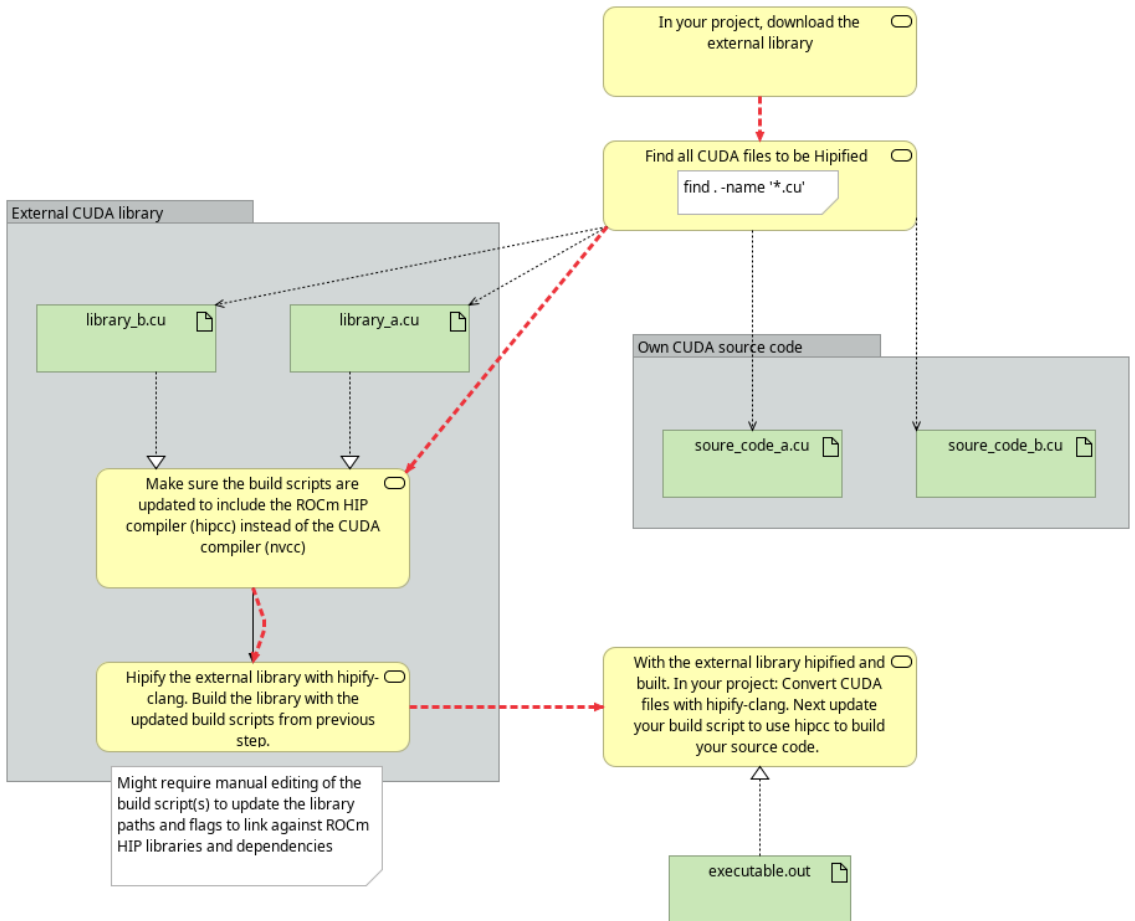 In your project, download the
external library
Find all CUDA files to be Hipified
find . -name '*.cu'
External CUDA library
library_b.cu
library_a.cu
Own CUDA source code
soure_code_a.cu
soure_code_b.cu
Make sure the build scripts are
updated to include the ROCm HIP
compiler (hipcc) instead of the CUDA
compiler (nvcc)
Hipify the external library with hipify-
clang. Build the library with the
updated build scripts from previous
step.
With the external library hipified and
built. In your project: Convert CUDA
files with hipify-clang. Next update
your build script to use hipcc to build
your source code.
Might require manual editing of the
build script(s) to update the library
paths and flags to link against ROCm
HIP libraries and dependencies
executable.out